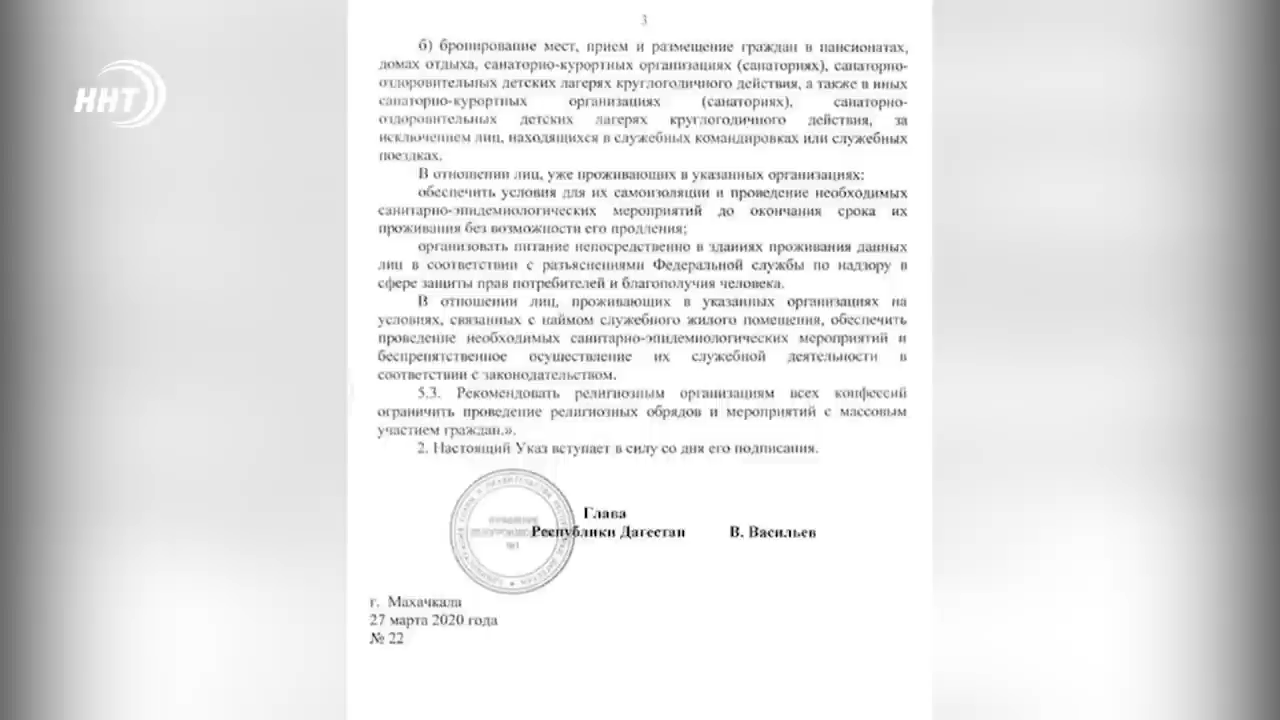 3
б) бронирование мест, прием и размещение граждан в пансионатах,
домах отдыха, санаторно-курортных организациях (санаториях), санаторно-
оздоровительных детских лагерях круглогодичного действия, а также в иных
санаторно-курортных организациях (санаториях), санаторно-
оздоровительных детских лагерях круглогодичного действия, за
исключением лиц, находящихся в служебных командировках или служебных
поездках.
ННТ
В отношении лиц, уже проживающих в указанных организациях:
обеспечить условия для их самоизоляции и проведение необходимых
санитарно-эпидемиологических мероприятий до окончания срока их
проживания без возможности его продления;
организовать питание непосредственно в зданиях проживания данных
лиц в соответствии с разъяснениями Федеральной службы по надзору в
сфере защиты прав потребителей и благополучия человека.
В отношении лиц, проживающих в указанных организациях на
условиях, связанных с наймом служебного жилого помещения, обеспечить
проведение необходимых санитарно-эпидемиологических мероприятий и
беспрепятственное осуществление их служебной деятельности в
соответствии с законодательством.
5.3. Рекомендовать религиозным организациям всех конфессий
ограничить проведение религиозных обрядов и мероприятий с массовым
участием граждан.».
2. Настоящий Указ вступает в силу со дня его подписания.
Глава
Республики Дагестан В. Васильев
№1
г. Махачкала
27 марта 2020 года
№ 22